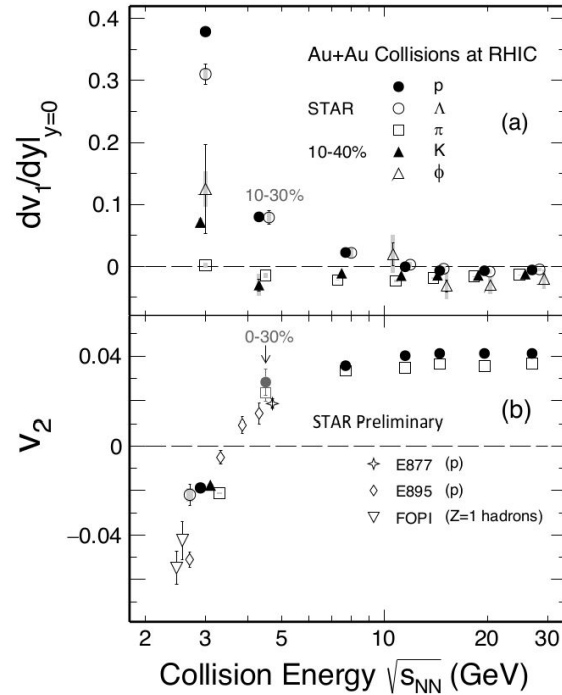 0.4
0.3
0.2
0.1
0
dv₁/dy|y=0
Au+Au Collisions at RHIC
p
STAR Λ
π
10-40% K
ϕ
(a)
10-30%
0-30%
0.04
0
−0.04
v₂
(b)
STAR Preliminary
E877 (p)
E895 (p)
FOPI (Z=1 hadrons)
2 3 4 5 10 20 30
Collision Energy √sNN (GeV)